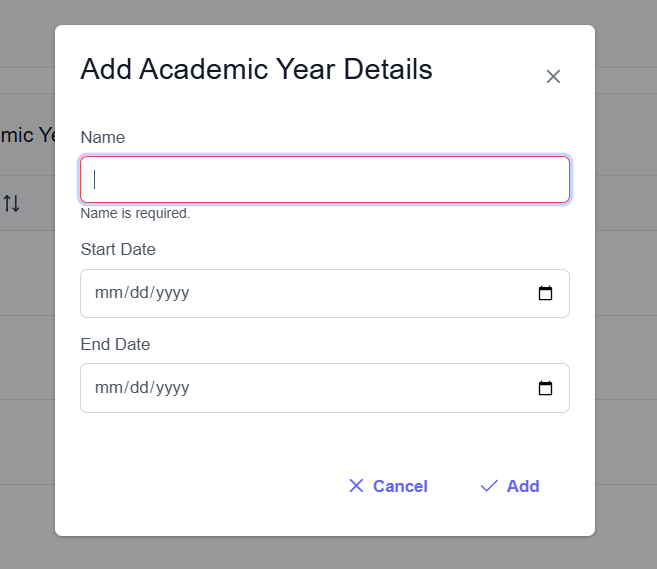 Add Academic Year Details
mic Ye
Name
Name is required.
Start Date
mm/dd/yyyy
End Date
mm/dd/yyyy
Cancel
Add